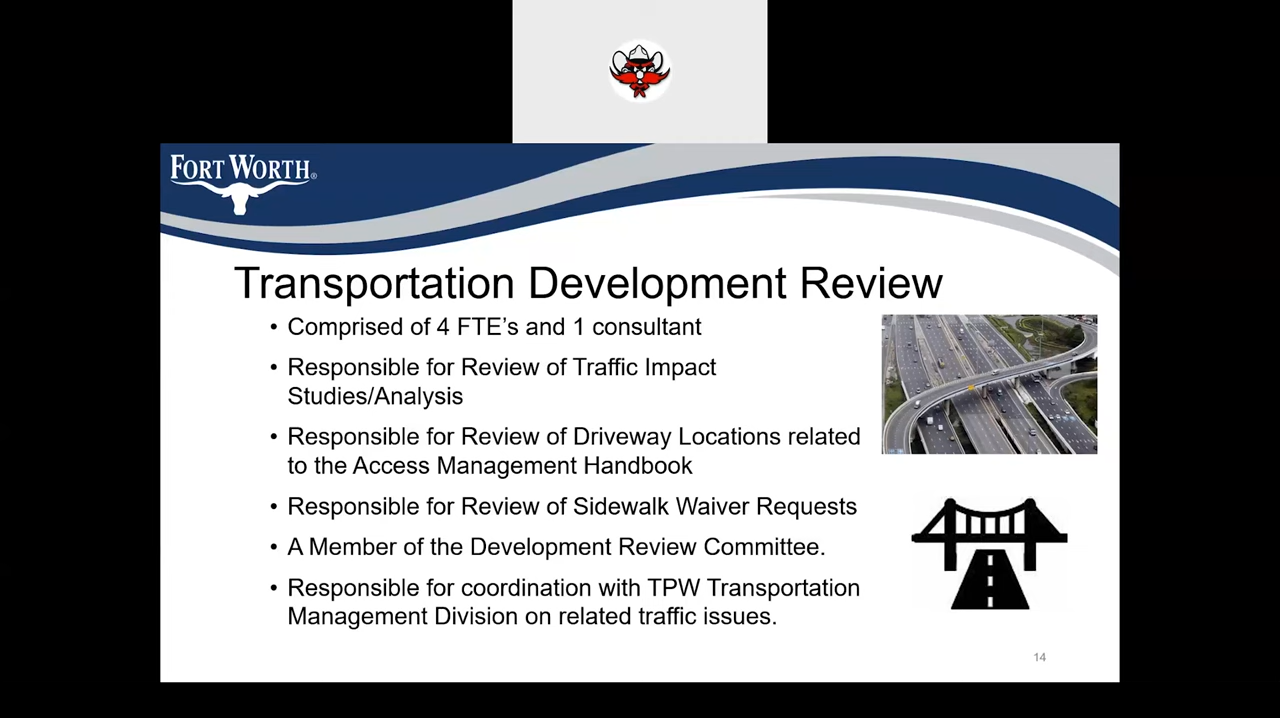 FORT WORTH®
Transportation Development Review
• Comprised of 4 FTE’s and 1 consultant
• Responsible for Review of Traffic Impact
Studies/Analysis
• Responsible for Review of Driveway Locations related
to the Access Management Handbook
• Responsible for Review of Sidewalk Waiver Requests
• A Member of the Development Review Committee.
• Responsible for coordination with TPW Transportation
Management Division on related traffic issues.
14